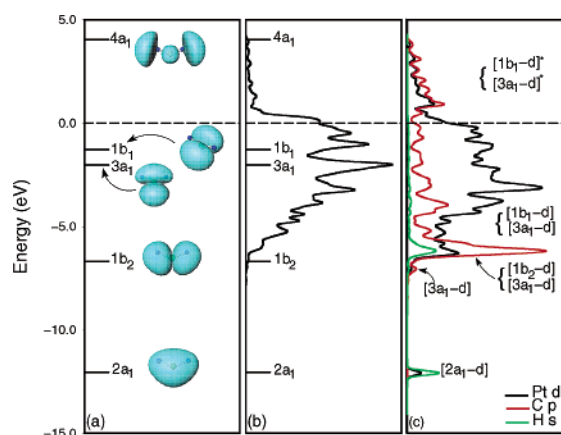 5.0
0.0
−5.0
−10.0
−15.0
Energy (eV)
4a₁
1b₁
3a₁
1b₂
2a₁
(a)
1b₁
3a₁
1b₂
2a₁
(b)
[1b₁−d]*
[3a₁−d]*
[1b₁−d]
[3a₁−d]
[1b₂−d]
[3a₁−d]
[3a₁−d]
[2a₁−d]
Pt d
C p
H s
(c)